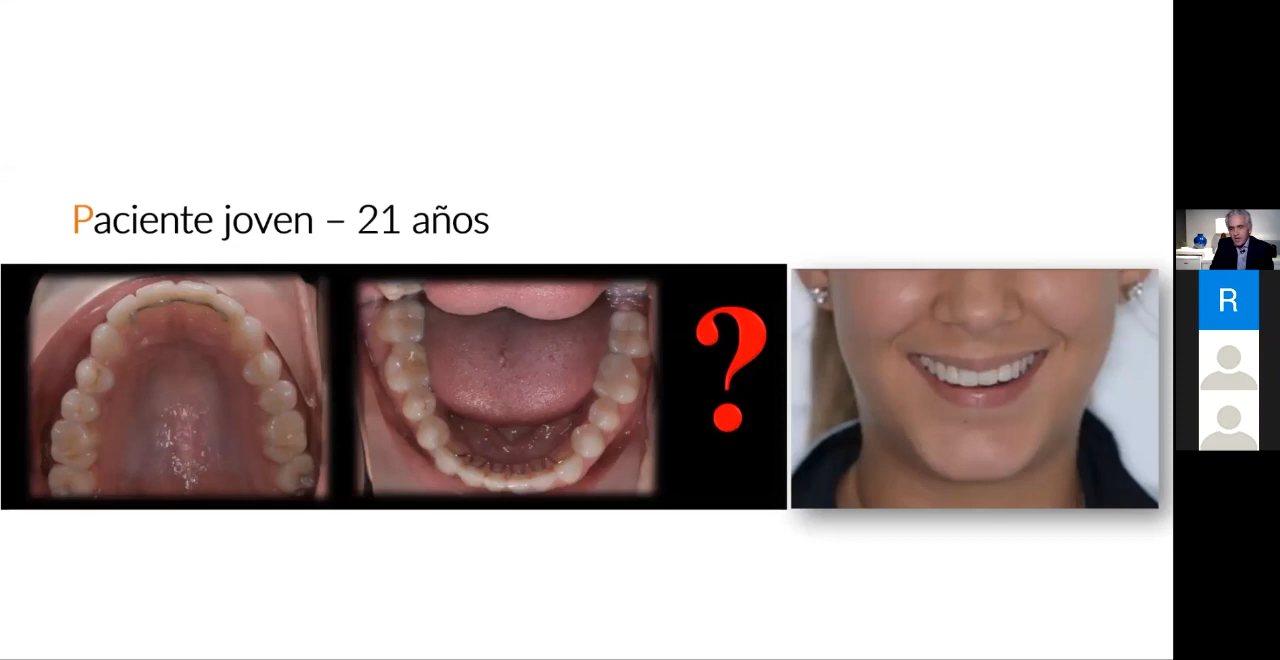 Paciente joven – 21 años
?
R